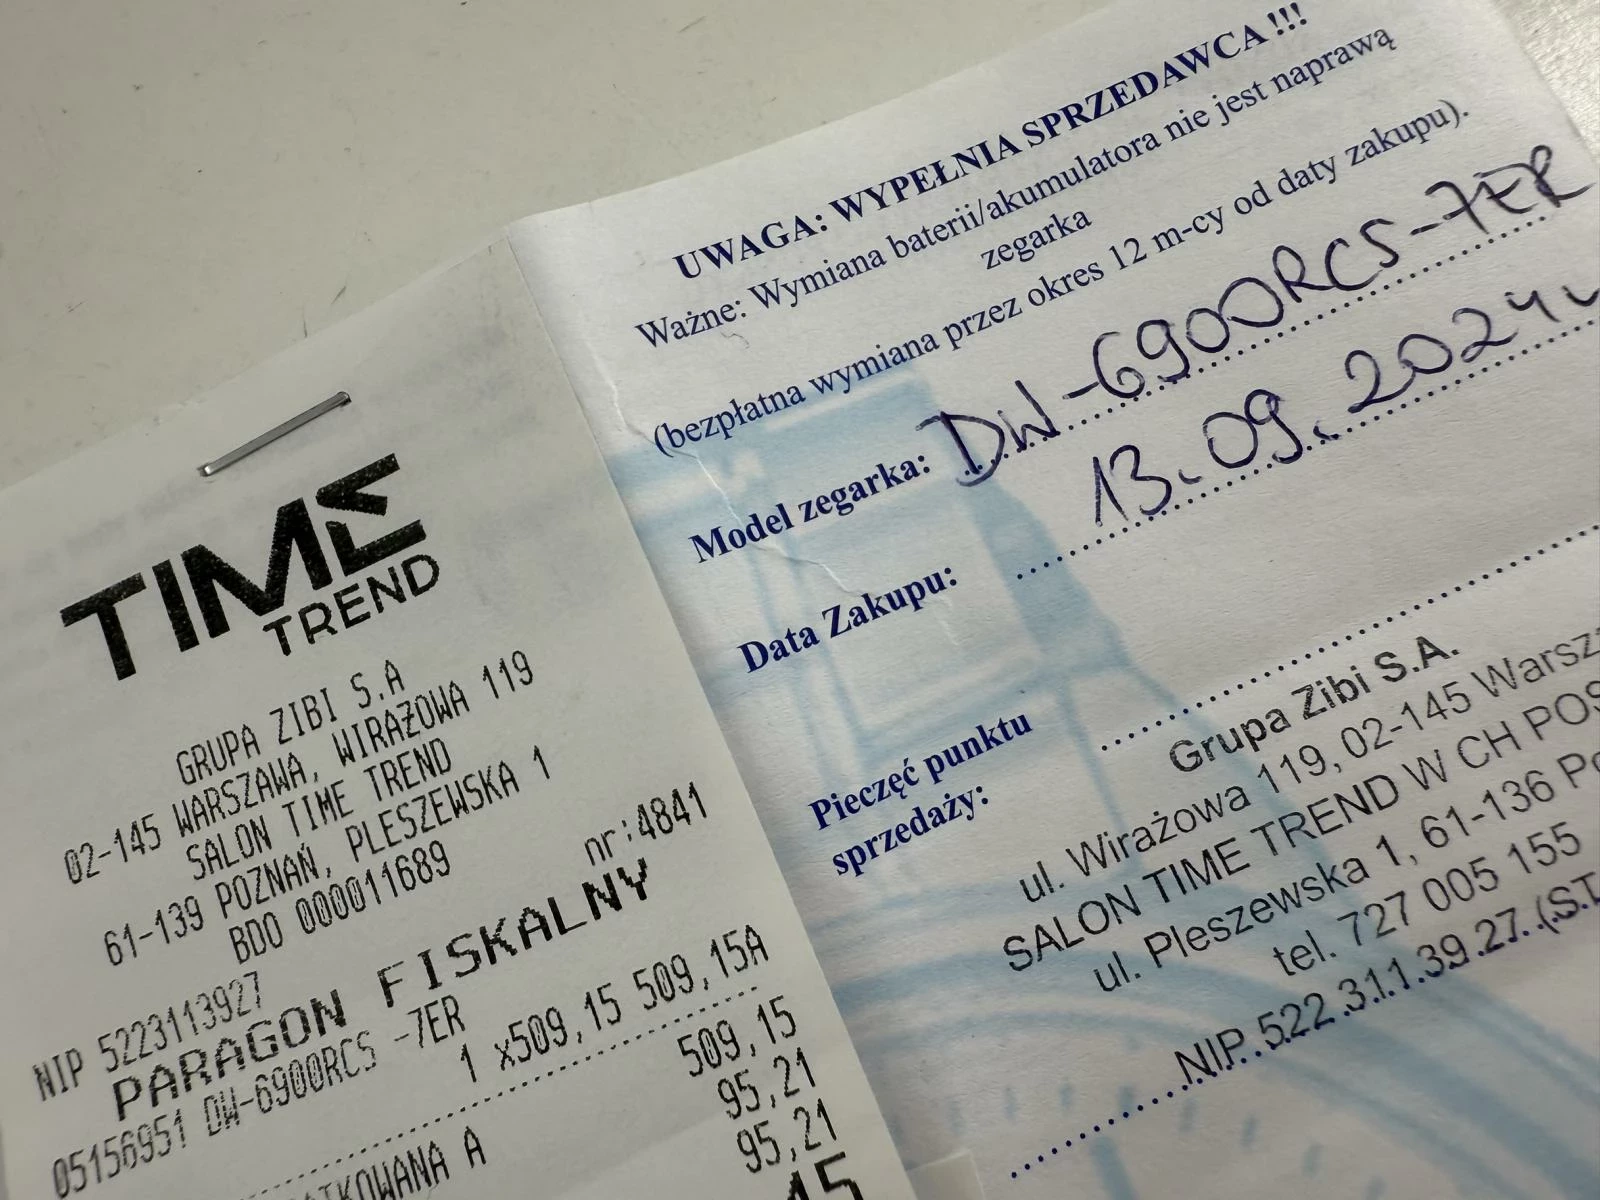 TIME
TREND
GRUPA ZIBI S.A
02-145 WARSZAWA, WIRAŻOWA 119
SALON TIME TREND
61-139 POZNAŃ, PLESZEWSKA 1
BDO 000011689
NIP 5223113927
nr:4841
PARAGON FISKALNY
05156951 DW-6900RCS -7ER
1 x509,15 509,15A
509,15
95,21
A
95,21
UWAGA: WYPEŁNIA SPRZEDAWCA !!!
Ważne: Wymiana baterii/akumulatora nie jest naprawą
zegarka
(bezpłatna wymiana przez okres 12 m-cy od daty zakupu).
Model zegarka: DW-6900RCS-7ER
Data Zakupu: 13.09.2024
Pieczęć punktu
sprzedaży:
Grupa Zibi S.A.
ul. Wirażowa 119, 02-145
SALON TIME TREND W CH
ul. Pleszewska 1, 61-136
tel. 727 005 155
NIP 522.311.39.27